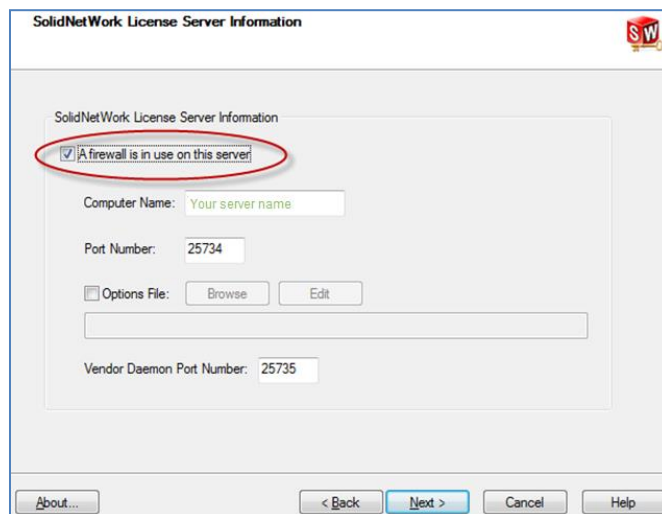 SolidNetWork License Server Information
SW
SolidNetWork License Server Information
A firewall is in use on this server
Computer Name: Your server name
Port Number: 25734
Options File: Browse Edit
Vendor Daemon Port Number: 25735
About... < Back Next > Cancel Help